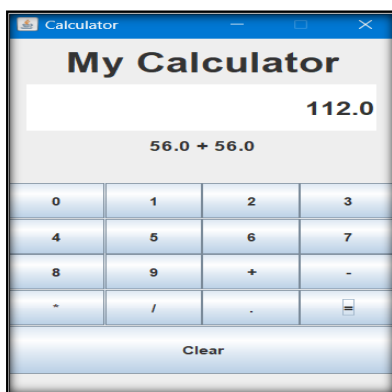 Calculator
My Calculator
112.0
56.0 + 56.0
0 1 2 3
4 5 6 7
8 9 + -
* / . =
Clear